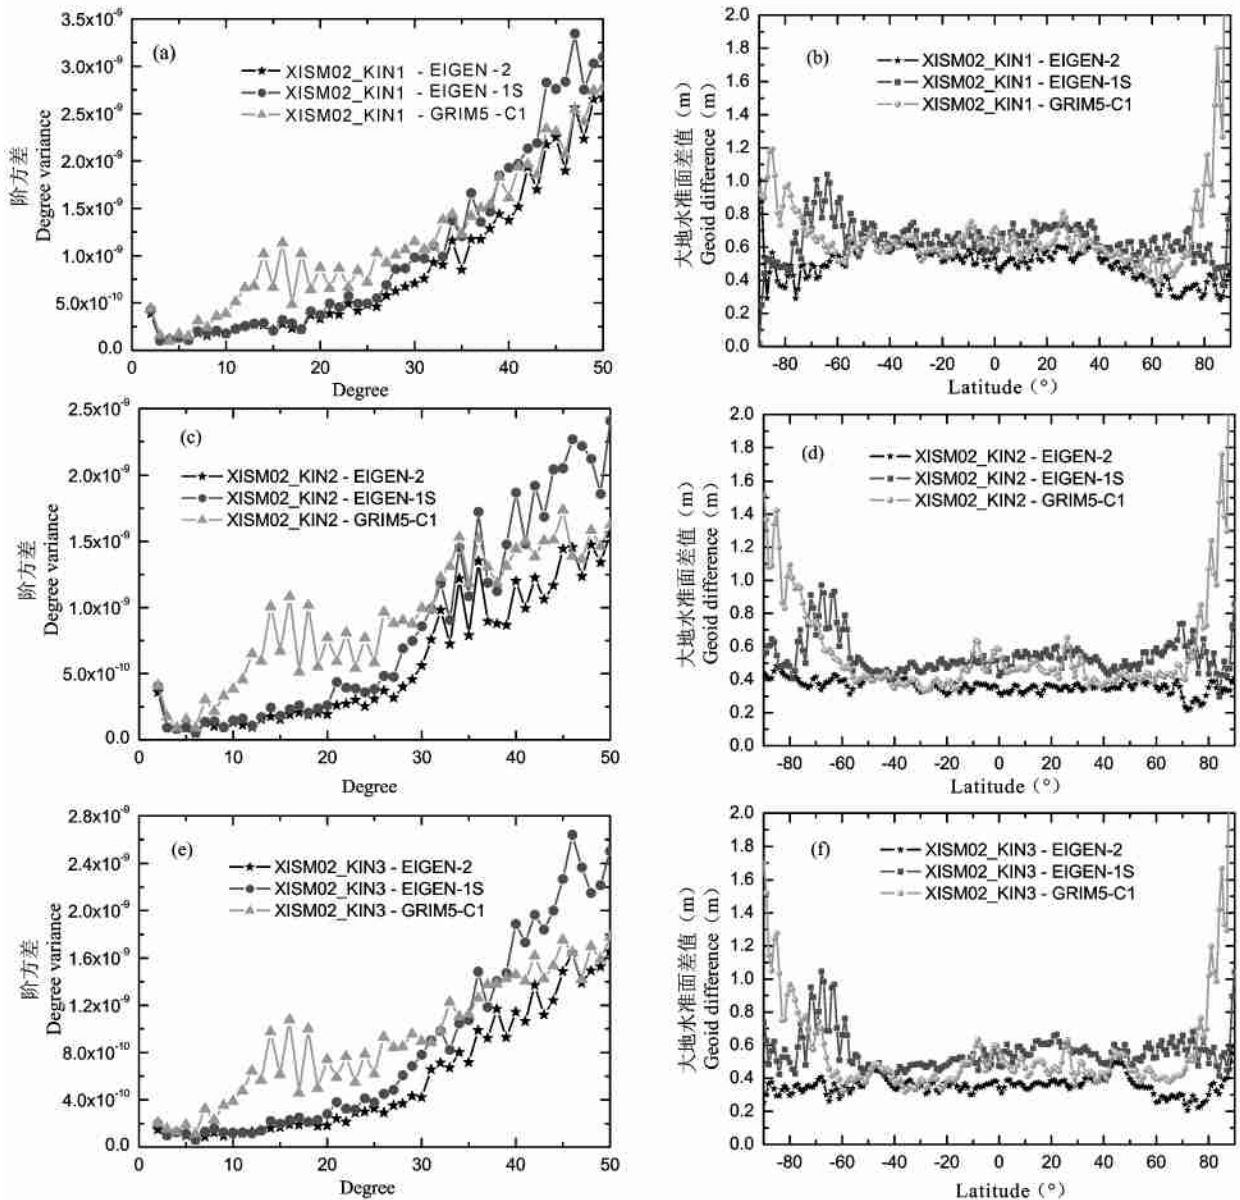 (a)
XISM02_KIN1 - EIGEN-2
XISM02_KIN1 - EIGEN-1S
XISM02_KIN1 - GRIM5-C1
阶方差
Degree variance
3.5x10⁻⁹
3.0x10⁻⁹
2.5x10⁻⁹
2.0x10⁻⁹
1.5x10⁻⁹
1.0x10⁻⁹
5.0x10⁻¹⁰
0.0
0 10 20 30 40 50
Degree
(b)
XISM02_KIN1 - EIGEN-2
XISM02_KIN1 - EIGEN-1S
XISM02_KIN1 - GRIM5-C1
大地水准面差值 (m)
Geoid difference (m)
2.0
1.8
1.6
1.4
1.2
1.0
0.8
0.6
0.4
0.2
0.0
-80 -60 -40 -20 0 20 40 60 80
Latitude (°)
(c)
XISM02_KIN2 - EIGEN-2
XISM02_KIN2 - EIGEN-1S
XISM02_KIN2 - GRIM5-C1
阶方差
Degree variance
2.5x10⁻⁹
2.0x10⁻⁹
1.5x10⁻⁹
1.0x10⁻⁹
5.0x10⁻¹⁰
0.0
0 10 20 30 40 50
Degree
(d)
XISM02_KIN2 - EIGEN-2
XISM02_KIN2 - EIGEN-1S
XISM02_KIN2 - GRIM5-C1
大地水准面差值 (m)
Geoid difference (m)
2.0
1.8
1.6
1.4
1.2
1.0
0.8
0.6
0.4
0.2
0.0
-80 -60 -40 -20 0 20 40 60 80
Latitude (°)
(e)
XISM02_KIN3 - EIGEN-2
XISM02_KIN3 - EIGEN-1S
XISM02_KIN3 - GRIM5-C1
阶方差
Degree variance
2.8x10⁻⁹
2.4x10⁻⁹
2.0x10⁻⁹
1.6x10⁻⁹
1.2x10⁻⁹
8.0x10⁻¹⁰
4.0x10⁻¹⁰
0.0
0 10 20 30 40 50
Degree
(f)
XISM02_KIN3 - EIGEN-2
XISM02_KIN3 - EIGEN-1S
XISM02_KIN3 - GRIM5-C1
大地水准面差值 (m)
Geoid difference (m)
2.0
1.8
1.6
1.4
1.2
1.0
0.8
0.6
0.4
0.2
0.0
-80 -60 -40 -20 0 20 40 60 80
Latitude (°)